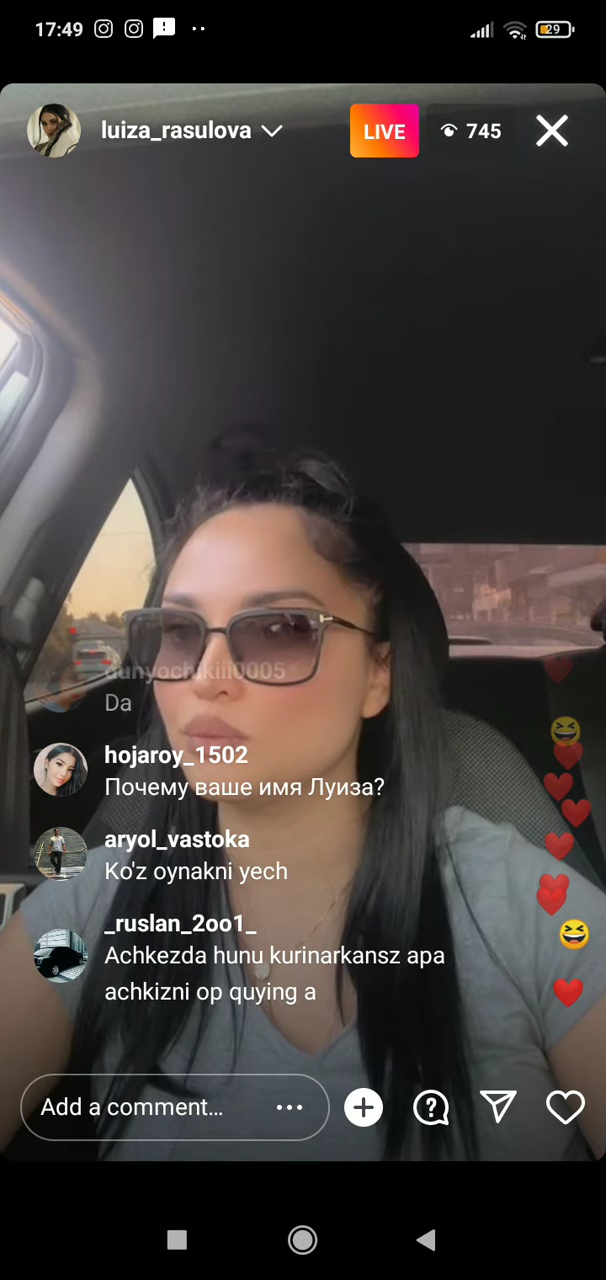 17:49
29
luiza_rasulova
LIVE
745
dunyochikiii0005
Da
hojaroy_1502
Почему ваше имя Луиза?
aryol_vastoka
Ko'z oynakni yech
_ruslan_2oo1_
Achkezda hunu kurinarkansz apa
achkizni op quying a
Add a comment...